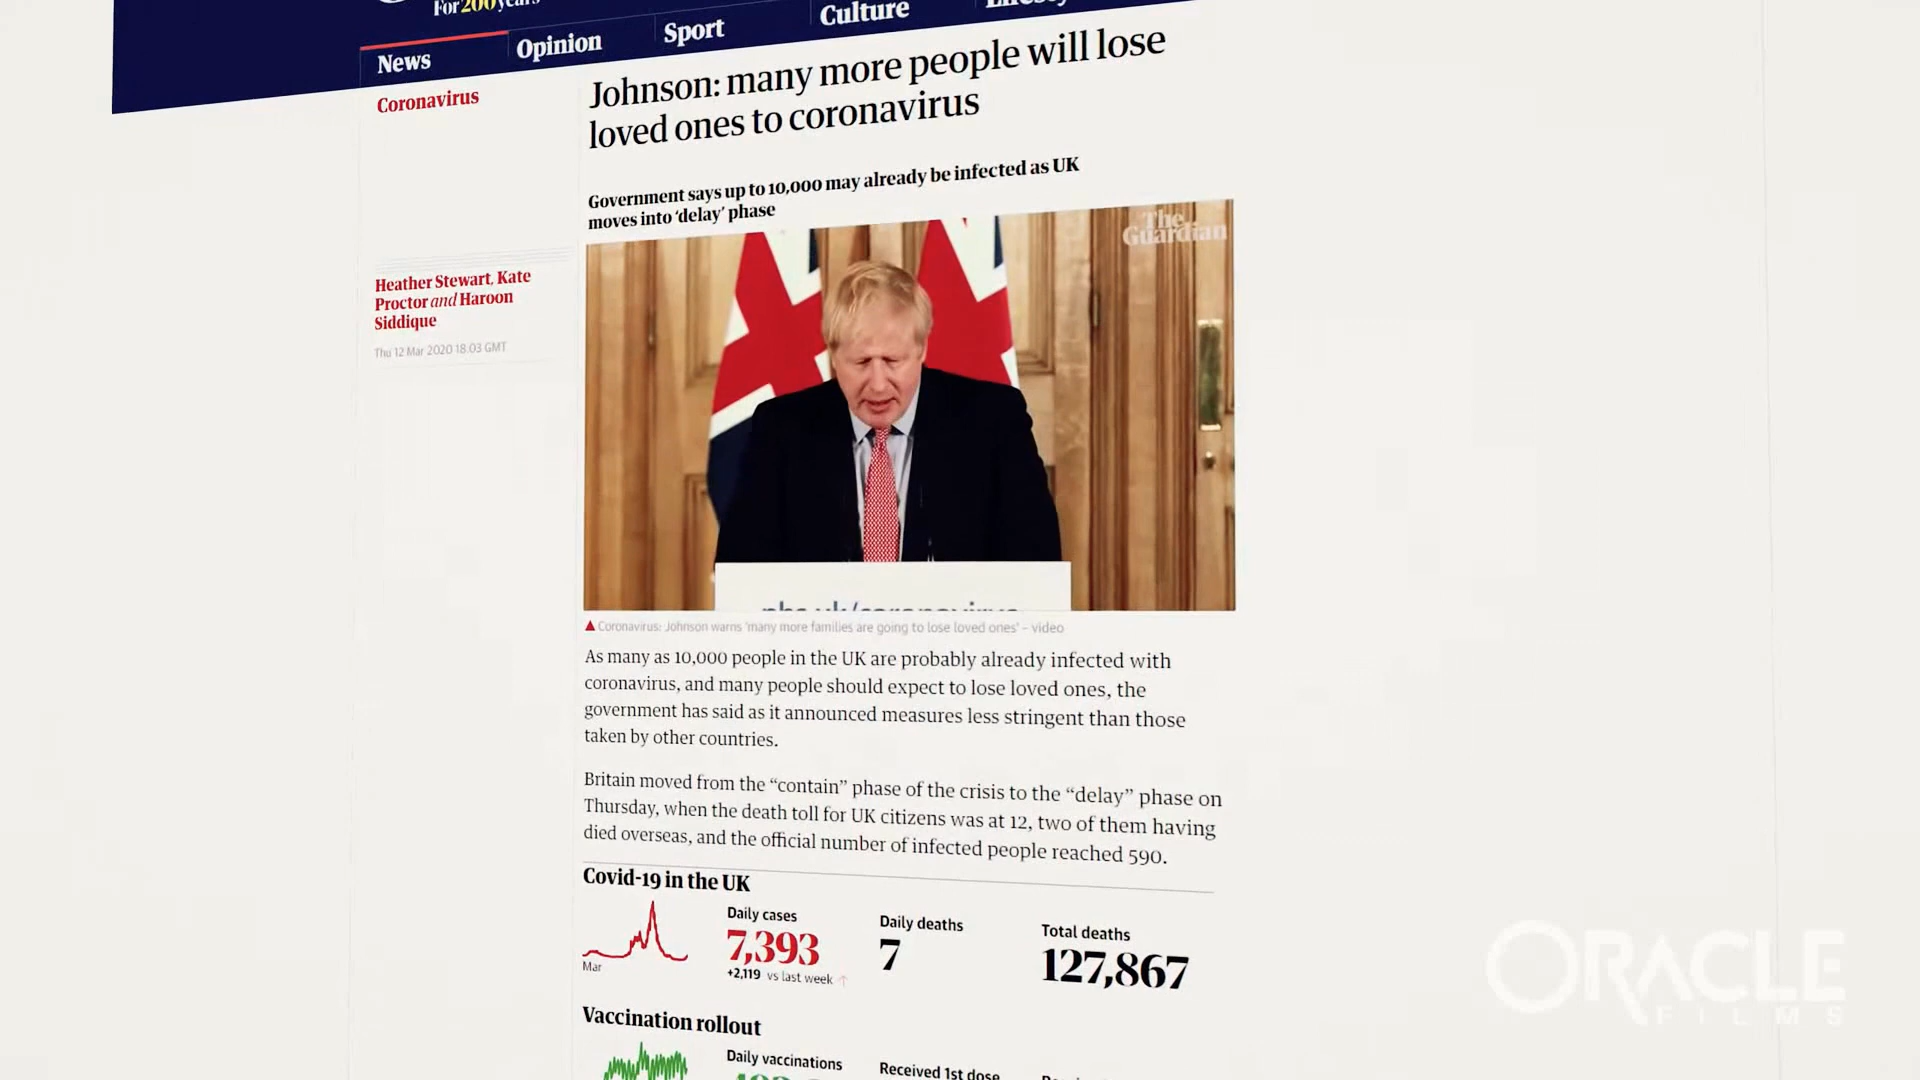 For 200 years
News
Opinion
Sport
Culture
Coronavirus
Johnson: many more people will lose
loved ones to coronavirus
Government says up to 10,000 may already be infected as UK
moves into ‘delay’ phase
Heather Stewart, Kate
Proctor and Haroon
Siddique
Thu 12 Mar 2020 18.03 GMT
The
Guardian
Coronavirus: Johnson warns 'many more families are going to lose loved ones' – video
As many as 10,000 people in the UK are probably already infected with
coronavirus, and many people should expect to lose loved ones, the
government has said as it announced measures less stringent than those
taken by other countries.
Britain moved from the “contain” phase of the crisis to the “delay” phase on
Thursday, when the death toll for UK citizens was at 12, two of them having
died overseas, and the official number of infected people reached 590.
Covid-19 in the UK
Mar
Daily cases
7,393
+2,119 vs last week
Daily deaths
7
Total deaths
127,867
Vaccination rollout
Daily vaccinations
Received 1st dose
ORACLE
FILMS